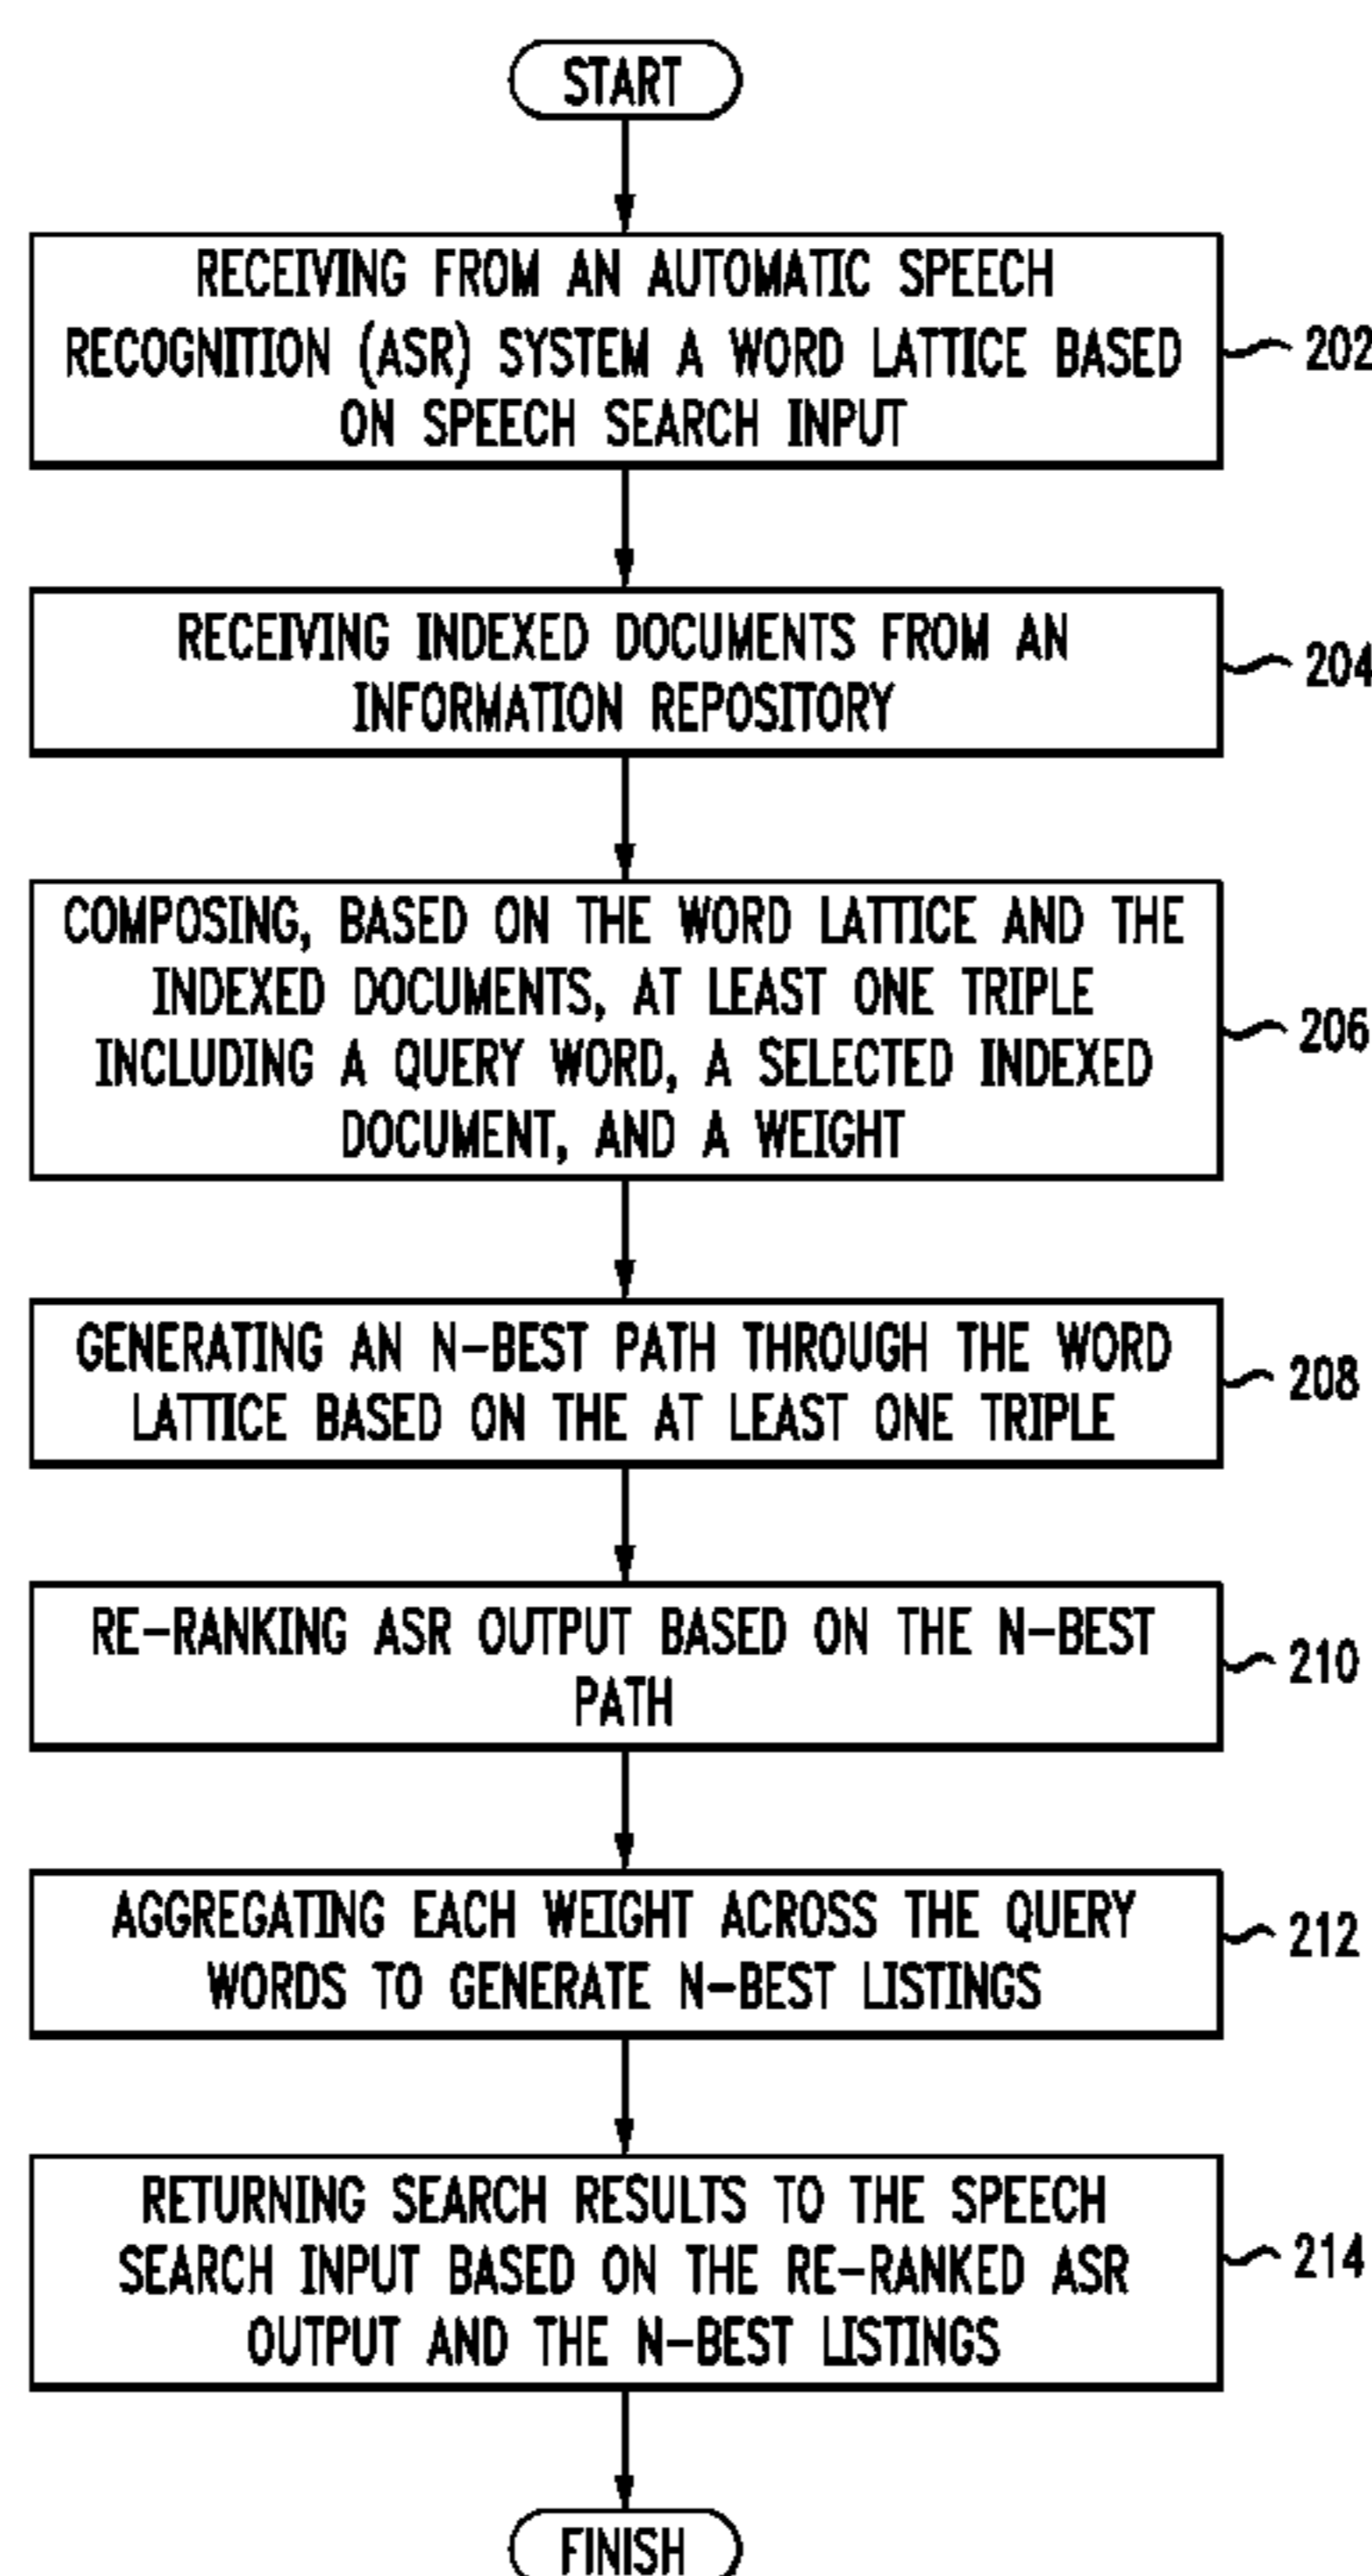 START
RECEIVING FROM AN AUTOMATIC SPEECH
RECOGNITION (ASR) SYSTEM A WORD LATTICE BASED
ON SPEECH SEARCH INPUT
202
RECEIVING INDEXED DOCUMENTS FROM AN
INFORMATION REPOSITORY
204
COMPOSING, BASED ON THE WORD LATTICE AND THE
INDEXED DOCUMENTS, AT LEAST ONE TRIPLE
INCLUDING A QUERY WORD, A SELECTED INDEXED
DOCUMENT, AND A WEIGHT
206
GENERATING AN N-BEST PATH THROUGH THE WORD
LATTICE BASED ON THE AT LEAST ONE TRIPLE
208
RE-RANKING ASR OUTPUT BASED ON THE N-BEST
PATH
210
AGGREGATING EACH WEIGHT ACROSS THE QUERY
WORDS TO GENERATE N-BEST LISTINGS
212
RETURNING SEARCH RESULTS TO THE SPEECH
SEARCH INPUT BASED ON THE RE-RANKED ASR
OUTPUT AND THE N-BEST LISTINGS
214
FINISH